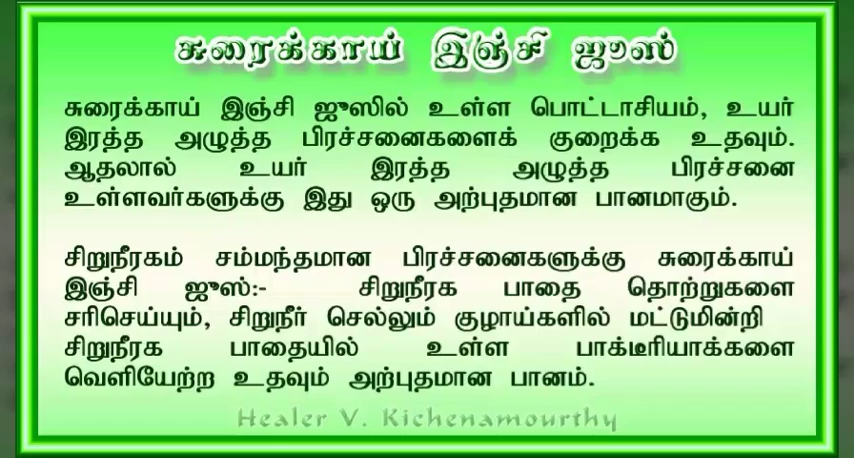 சுரைக்காய் இஞ்சி ஜுஸ்
சுரைக்காய் இஞ்சி ஜுஸில் உள்ள பொட்டாசியம், உயர்
இரத்த அழுத்த பிரச்சனைகளைக் குறைக்க உதவும்.
ஆதலால் உயர் இரத்த அழுத்த பிரச்சனை
உள்ளவர்களுக்கு இது ஒரு அற்புதமான பானமாகும்.
சிறுநீரகம் சம்மந்தமான பிரச்சனைகளுக்கு சுரைக்காய்
இஞ்சி ஜுஸ்:- சிறுநீரக பாதை தொற்றுகளை
சரிசெய்யும், சிறுநீர் செல்லும் குழாய்களில் மட்டுமின்றி
சிறுநீரக பாதையில் உள்ள பாக்டீரியாக்களை
வெளியேற்ற உதவும் அற்புதமான பானம்.
Healer V. Kichenamourthy